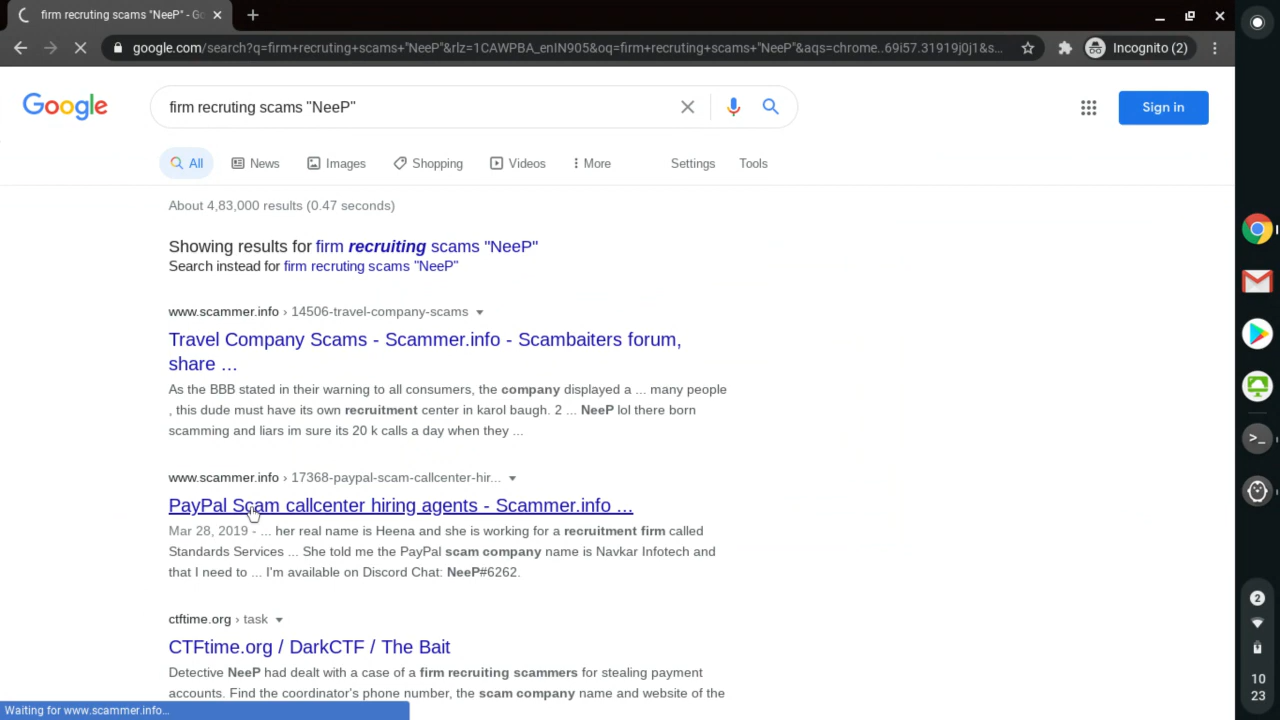 firm recruting scams "NeeP" - Go
google.com/search?q=firm+recruting+scams+"NeeP"&rlz=1CAWPBA_enIN905&oq=firm+recruting+scams+"NeeP"&aqs=chrome..69i57.31919j0j1&s...
Incognito (2)
Google
firm recruting scams "NeeP"
Sign in
All News Images Shopping Videos More Settings Tools
About 4,83,000 results (0.47 seconds)
Showing results for firm recruiting scams "NeeP"
Search instead for firm recruting scams "NeeP"
www.scammer.info › 14506-travel-company-scams
Travel Company Scams - Scammer.info - Scambaiters forum,
share ...
As the BBB stated in their warning to all consumers, the company displayed a ... many people
, this dude must have its own recruitment center in karol baugh. 2 ... NeeP lol there born
scamming and liars im sure its 20 k calls a day when they ...
www.scammer.info › 17368-paypal-scam-callcenter-hir...
PayPal Scam callcenter hiring agents - Scammer.info ...
Mar 28, 2019 - ... her real name is Heena and she is working for a recruitment firm called
Standards Services ... She told me the PayPal scam company name is Navkar Infotech and
that I need to ... I'm available on Discord Chat: NeeP#6262.
ctftime.org › task
CTFtime.org / DarkCTF / The Bait
Detective NeeP had dealt with a case of a firm recruiting scammers for stealing payment
accounts. Find the coordinator's phone number, the scam company name and website of the
Waiting for www.scammer.info...
2
10
23